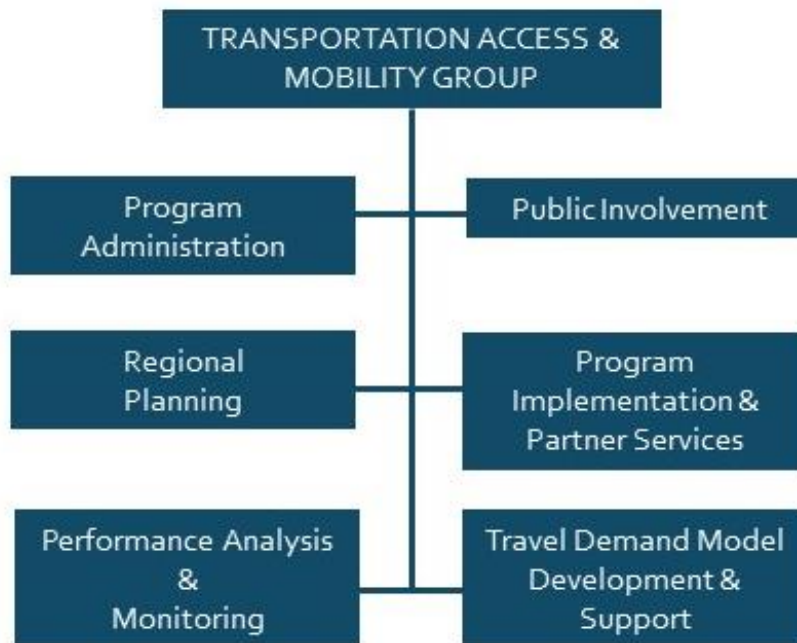 TRANSPORTATION ACCESS &
MOBILITY GROUP
Program
Administration
Public Involvement
Regional
Planning
Program
Implementation &
Partner Services
Performance Analysis
&
Monitoring
Travel Demand Model
Development &
Support